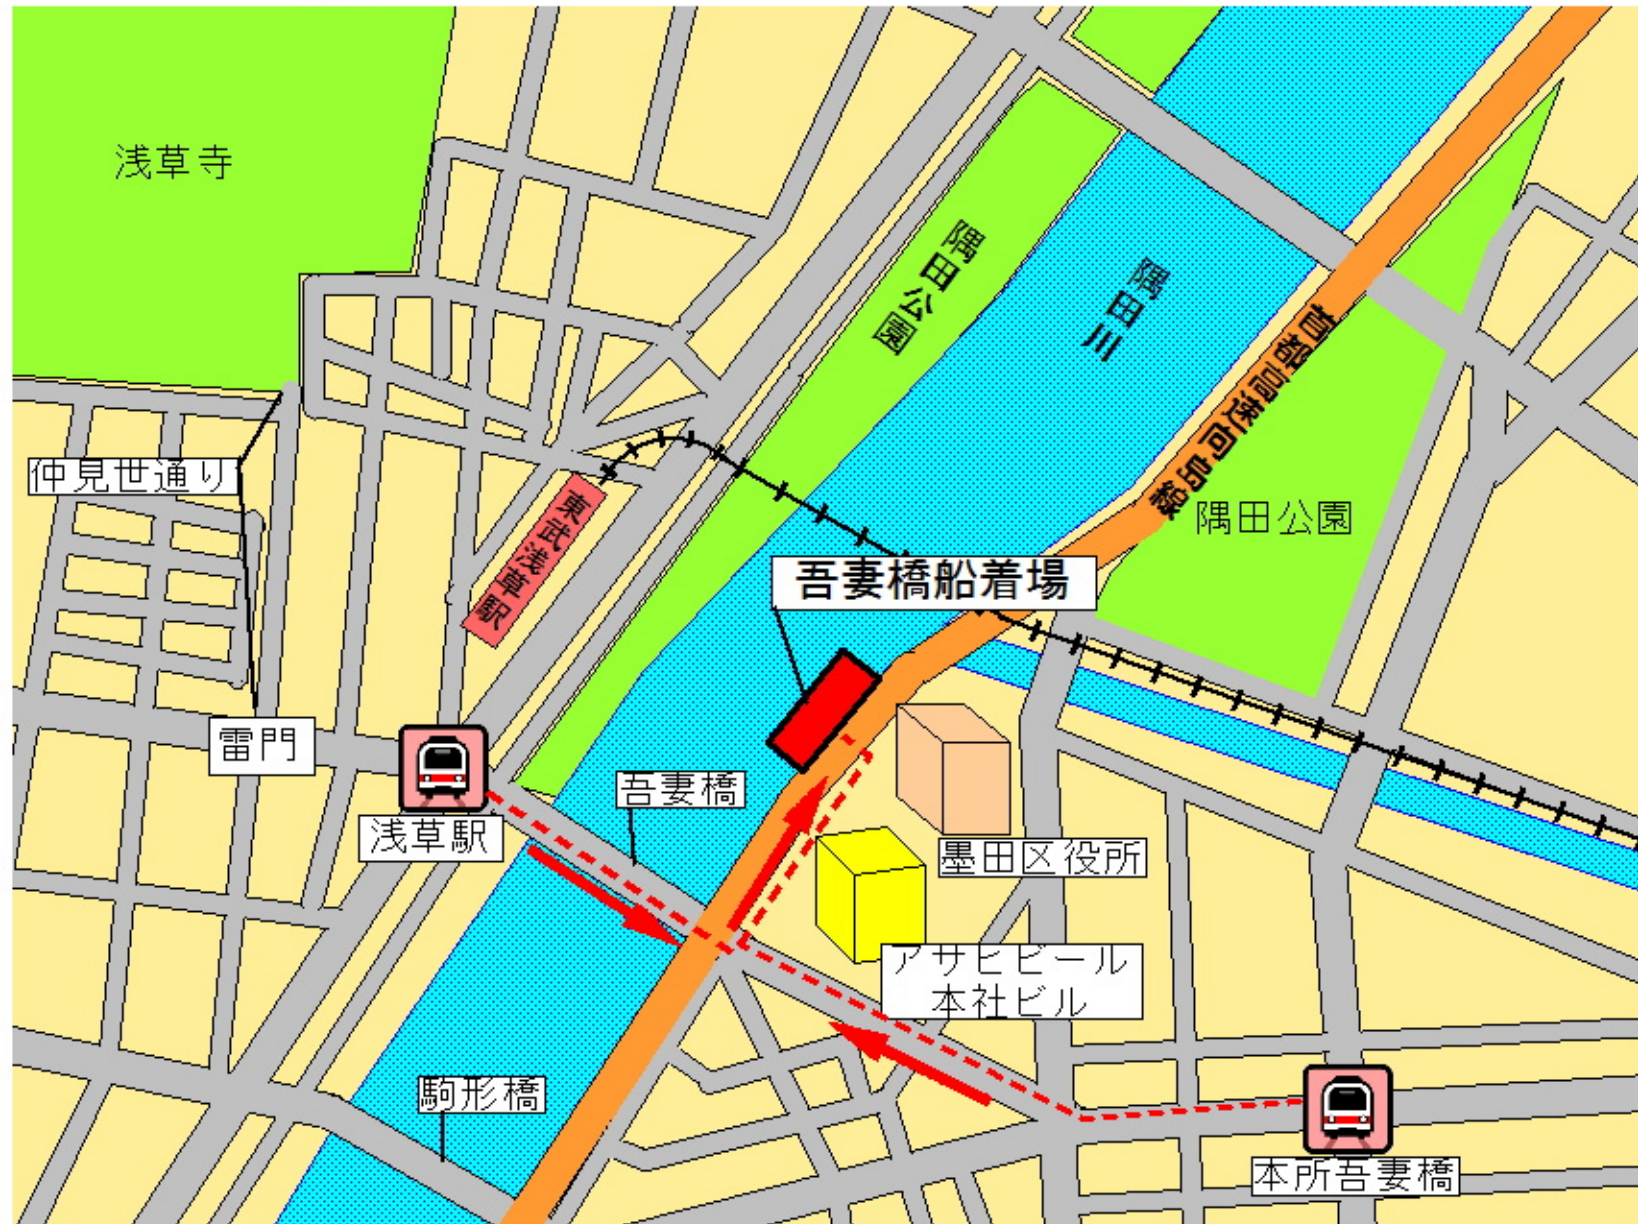 浅草寺
隅田公園
隅田川
首都高速向島線
仲見世通り
東武浅草駅
隅田公園
吾妻橋船着場
雷門
吾妻橋
浅草駅
墨田区役所
アサヒビール
本社ビル
駒形橋
本所吾妻橋